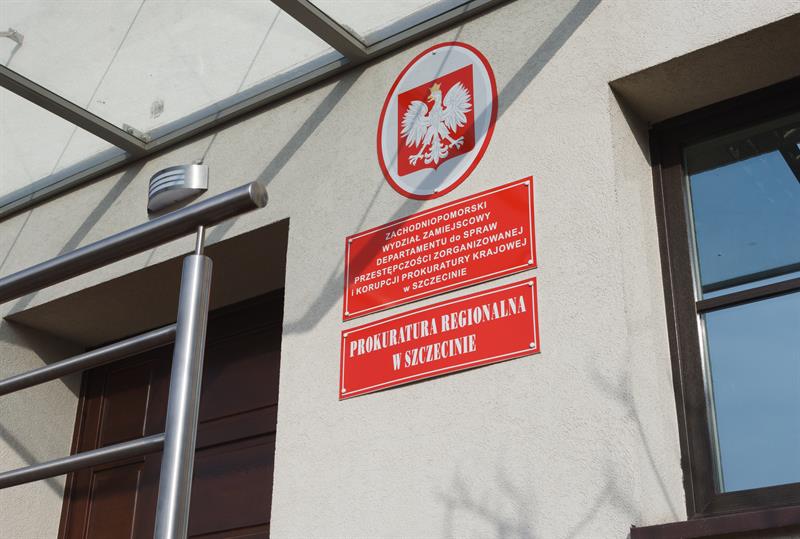 ZACHODNIOPOMORSKI
WYDZIAŁ ZAMIEJSCOWY
DEPARTAMENTU do SPRAW
PRZESTĘPCZOŚCI ZORGANIZOWANEJ
i KORUPCJI PROKURATURY KRAJOWEJ
w SZCZECINIE
PROKURATURA REGIONALNA
W SZCZECINIE